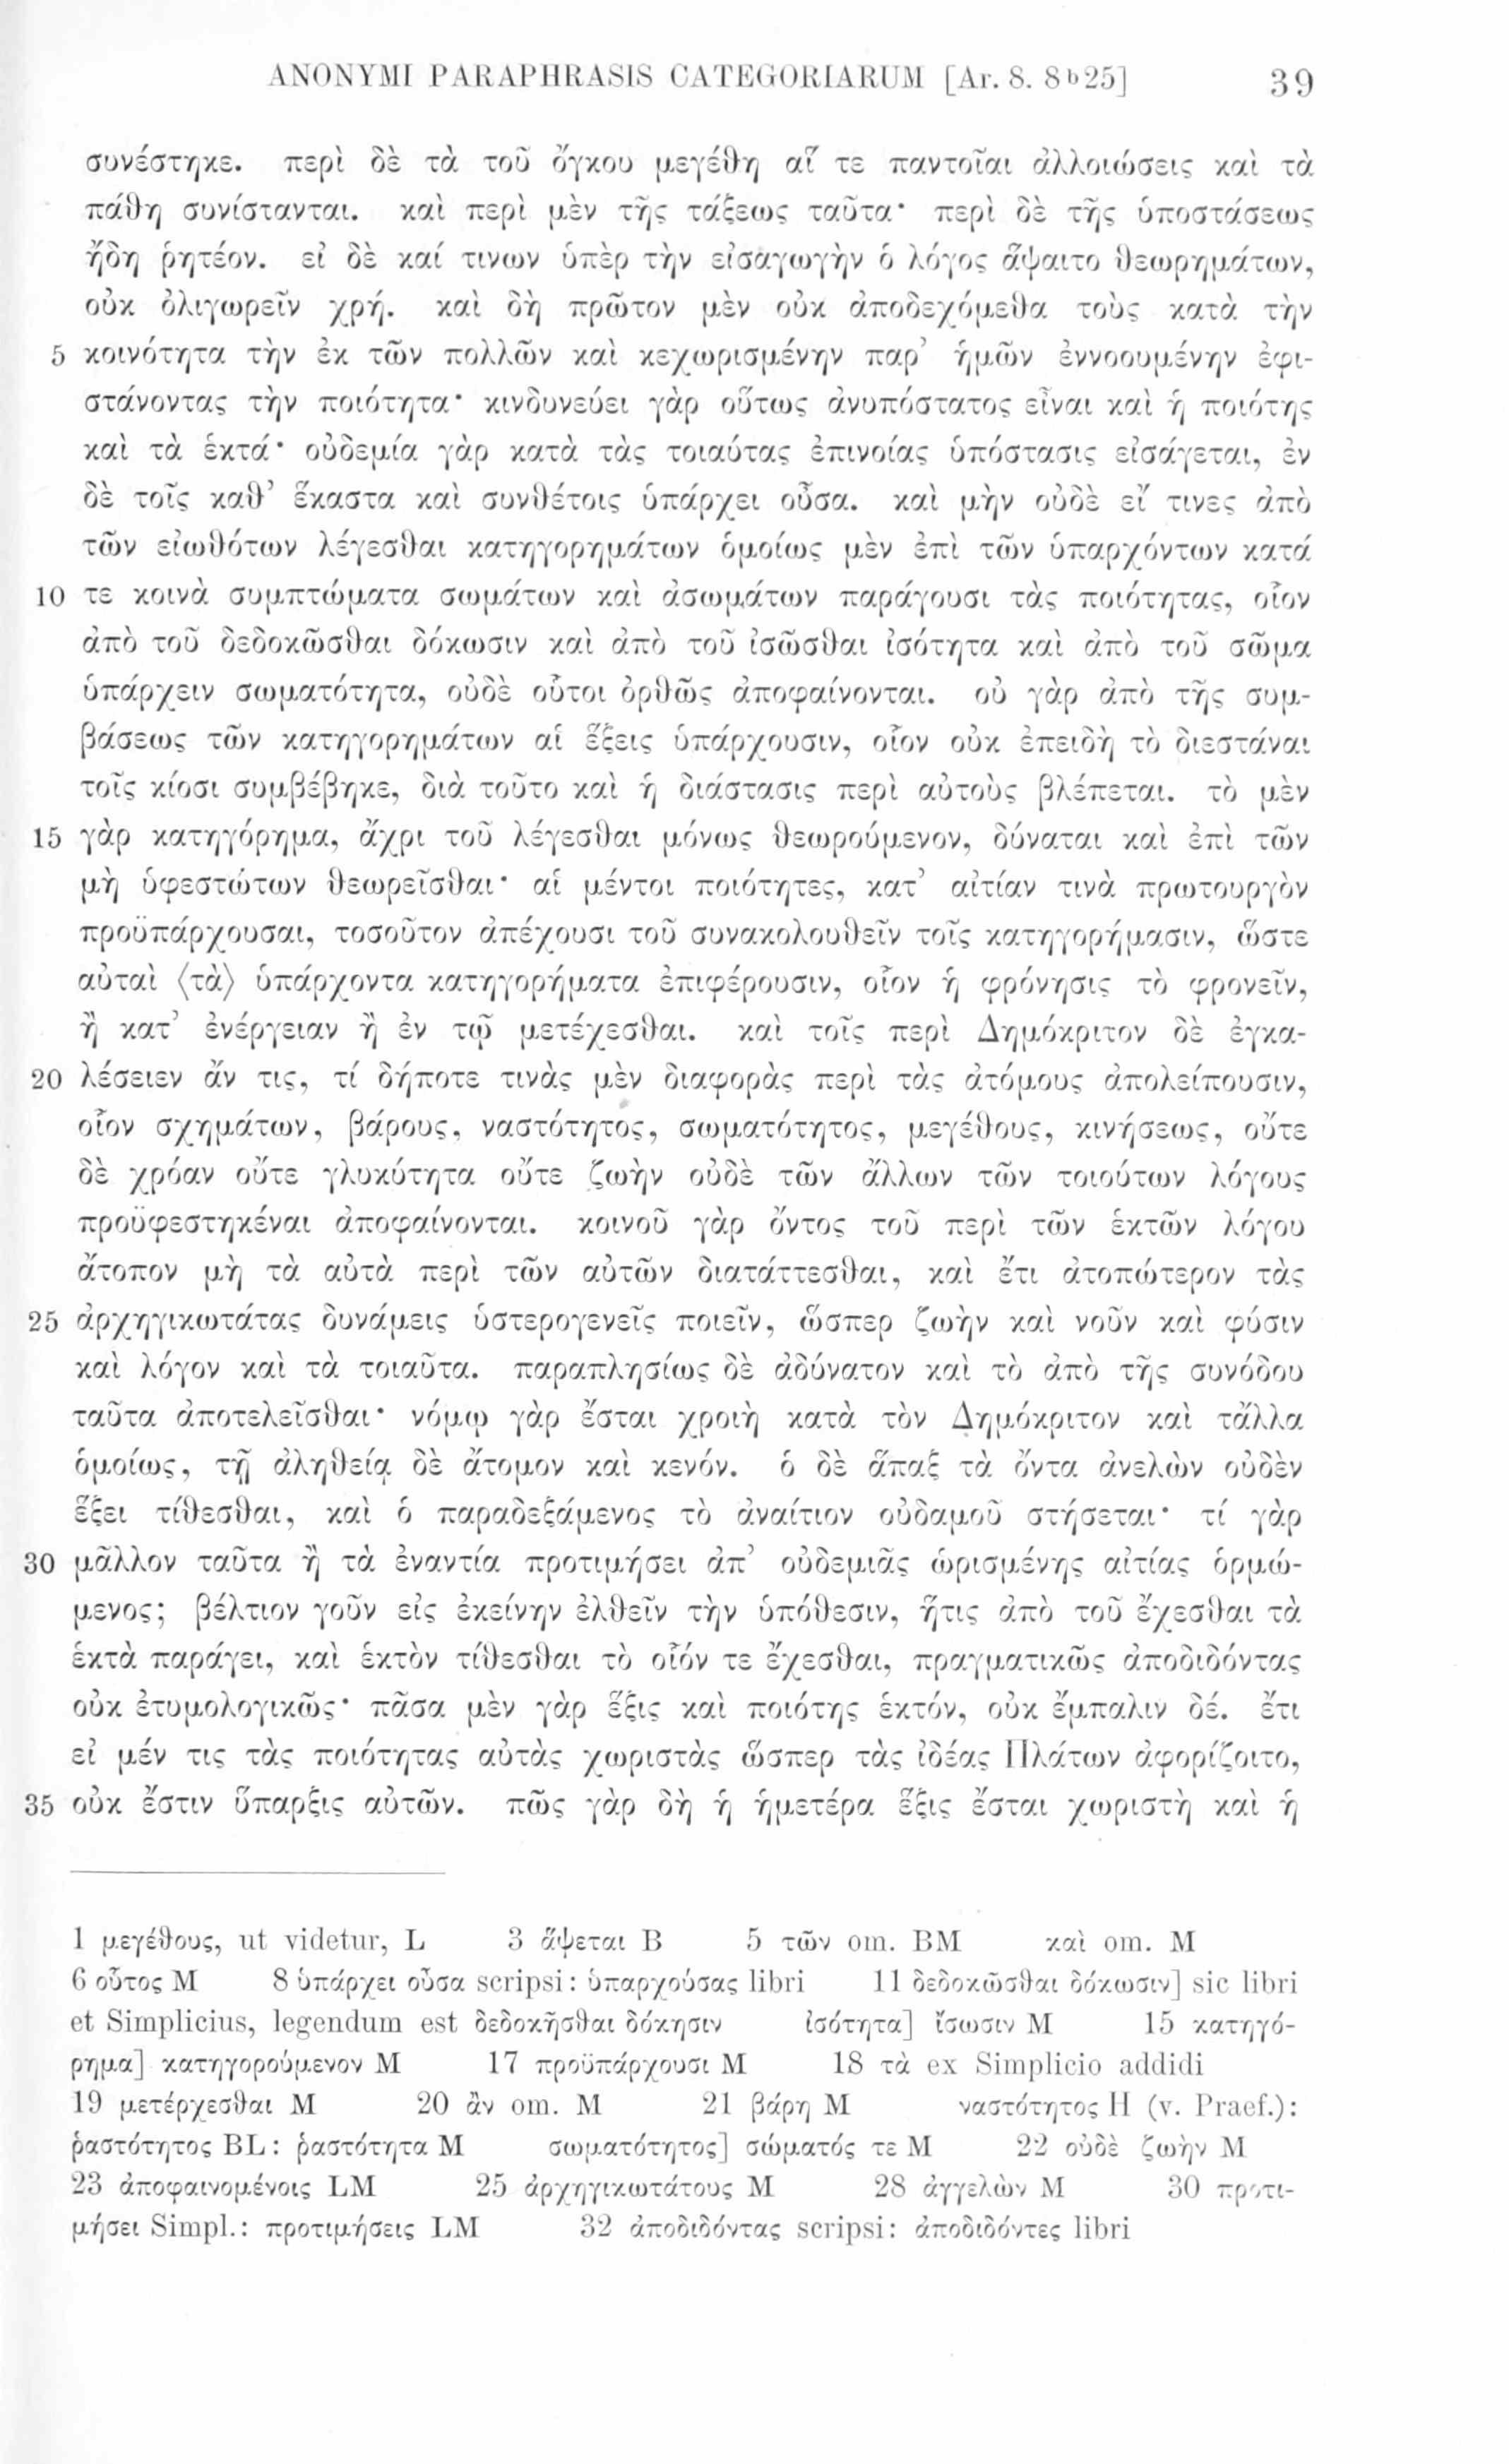 ANONYMI PARAPHRASIS CATEGORIARUM [Ar. 8. 8b25] 39
συνέστηκε. περὶ δὲ τὰ τοῦ ὄγκου μεγέθη αἵ τε παντοῖαι ἀλλοιώσεις καὶ τὰ
πάθη συνίστανται. καὶ περὶ μὲν τῆς τάξεως ταῦτα· περὶ δὲ τῆς ὑποστάσεως
ἤδη ῥητέον. εἰ δὲ καί τινων ὑπὲρ τὴν εἰσαγωγὴν ὁ λόγος ἅψαιτο θεωρημάτων,
οὐκ ὀλιγωρεῖν χρή. καὶ δὴ πρῶτον μὲν οὐκ ἀποδεχόμεθα τοὺς κατὰ τὴν
5 κοινότητα τὴν ἐκ τῶν πολλῶν καὶ κεχωρισμένην παρ’ ἡμῶν ἐννοουμένην ἐφι-
στάνοντας τὴν ποιότητα· κινδυνεύει γὰρ οὕτως ἀνυπόστατος εἶναι καὶ ἡ ποιότης
καὶ τὰ ἑκτά· οὐδεμία γὰρ κατὰ τὰς τοιαύτας ἐπινοίας ὑπόστασις εἰσάγεται, ἐν
δὲ τοῖς καθ’ ἕκαστα καὶ συνθέτοις ὑπάρχει οὖσα. καὶ μὴν οὐδὲ εἴ τινες ἀπὸ
τῶν εἰωθότων λέγεσθαι κατηγορημάτων ὁμοίως μὲν ἐπὶ τῶν ὑπαρχόντων κατά
10 τε κοινὰ συμπτώματα σωμάτων καὶ ἀσωμάτων παράγουσι τὰς ποιότητας, οἷον
ἀπὸ τοῦ δεδοκῶσθαι δόκωσιν καὶ ἀπὸ τοῦ ἰσῶσθαι ἰσότητα καὶ ἀπὸ τοῦ σῶμα
ὑπάρχειν σωματότητα, οὐδὲ οὗτοι ὀρθῶς ἀποφαίνονται. οὐ γὰρ ἀπὸ τῆς συμ-
βάσεως τῶν κατηγορημάτων αἱ ἕξεις ὑπάρχουσιν, οἷον οὐκ ἐπειδὴ τὸ διεστάναι
τοῖς κίοσι συμβέβηκε, διὰ τοῦτο καὶ ἡ διάστασις περὶ αὐτοὺς βλέπεται. τὸ μὲν
15 γὰρ κατηγόρημα, ἄχρι τοῦ λέγεσθαι μόνως θεωρούμενον, δύναται καὶ ἐπὶ τῶν
μὴ ὑφεστώτων θεωρεῖσθαι· αἱ μέντοι ποιότητες, κατ’ αἰτίαν τινὰ πρωτουργὸν
προϋπάρχουσαι, τοσοῦτον ἀπέχουσι τοῦ συνακολουθεῖν τοῖς κατηγορήμασιν, ὥστε
αὐταὶ ⟨τὰ⟩ ὑπάρχοντα κατηγορήματα ἐπιφέρουσιν, οἷον ἡ φρόνησις τὸ φρονεῖν,
ἢ κατ’ ἐνέργειαν ἢ ἐν τῷ μετέχεσθαι. καὶ τοῖς περὶ Δημόκριτον δὲ ἐγκα-
20 λέσειεν ἄν τις, τί δήποτε τινὰς μὲν διαφορὰς περὶ τὰς ἀτόμους ἀπολείπουσιν,
οἷον σχημάτων, βάρους, ναστότητος, σωματότητος, μεγέθους, κινήσεως, οὔτε
δὲ χρόαν οὔτε γλυκύτητα οὔτε ζωὴν οὐδὲ τῶν ἄλλων τῶν τοιούτων λόγους
προϋφεστηκέναι ἀποφαίνονται. κοινοῦ γὰρ ὄντος τοῦ περὶ τῶν ἑκτῶν λόγου
ἄτοπον μὴ τὰ αὐτὰ περὶ τῶν αὐτῶν διατάττεσθαι, καὶ ἔτι ἀτοπώτερον τὰς
25 ἀρχηγικωτάτας δυνάμεις ὑστερογενεῖς ποιεῖν, ὥσπερ ζωὴν καὶ νοῦν καὶ φύσιν
καὶ λόγον καὶ τὰ τοιαῦτα. παραπλησίως δὲ ἀδύνατον καὶ τὸ ἀπὸ τῆς συνόδου
ταῦτα ἀποτελεῖσθαι· νόμῳ γὰρ ἔσται χροιὴ κατὰ τὸν Δημόκριτον καὶ τἄλλα
ὁμοίως, τῇ ἀληθείᾳ δὲ ἄτομον καὶ κενόν. ὁ δὲ ἅπαξ τὰ ὄντα ἀνελὼν οὐδὲν
ἕξει τίθεσθαι, καὶ ὁ παραδεξάμενος τὸ ἀναίτιον οὐδαμοῦ στήσεται· τί γὰρ
30 μᾶλλον ταῦτα ἢ τὰ ἐναντία προτιμήσει ἀπ’ οὐδεμιᾶς ὡρισμένης αἰτίας ὁρμώ-
μενος; βέλτιον γοῦν εἰς ἐκείνην ἐλθεῖν τὴν ὑπόθεσιν, ἥτις ἀπὸ τοῦ ἔχεσθαι τὰ
ἑκτὰ παράγει, καὶ ἑκτὸν τίθεσθαι τὸ οἷόν τε ἔχεσθαι, πραγματικῶς ἀποδιδόντας
οὐκ ἐτυμολογικῶς· πᾶσα μὲν γὰρ ἕξις καὶ ποιότης ἑκτόν, οὐκ ἔμπαλιν δέ. ἔτι
εἰ μέν τις τὰς ποιότητας αὐτὰς χωριστὰς ὥσπερ τὰς ἰδέας Πλάτων ἀφορίζοιτο,
35 οὐκ ἔστιν ὕπαρξις αὐτῶν. πῶς γὰρ δὴ ἡ ἡμετέρα ἕξις ἔσται χωριστὴ καὶ ἡ
1 μεγέθους, ut videtur, L 3 ἅψεται B 5 τῶν om. BM καὶ om. M
6 οὗτος M 8 ὑπάρχει οὖσα scripsi: ὑπαρχούσας libri 11 δεδοκῶσθαι δόκωσιν] sic libri
et Simplicius, legendum est δεδοκῆσθαι δόκησιν ἰσότητα] ἴσωσιν M 15 κατηγό-
ρημα] κατηγορούμενον M 17 προϋπάρχουσι M 18 τὰ ex Simplicio addidi
19 μετέρχεσθαι M 20 ἂν om. M 21 βάρη M ναστότητος H (v. Praef.):
ῥαστότητος BL: ῥαστότητα M σωματότητος] σώματός τε M 22 οὐδὲ ζωὴν M
23 ἀποφαινομένοις LM 25 ἀρχηγικωτάτους M 28 ἀγγελὼν M 30 προτι-
μήσει Simpl.: προτιμήσεις LM 32 ἀποδιδόντας scripsi: ἀποδιδόντες libri